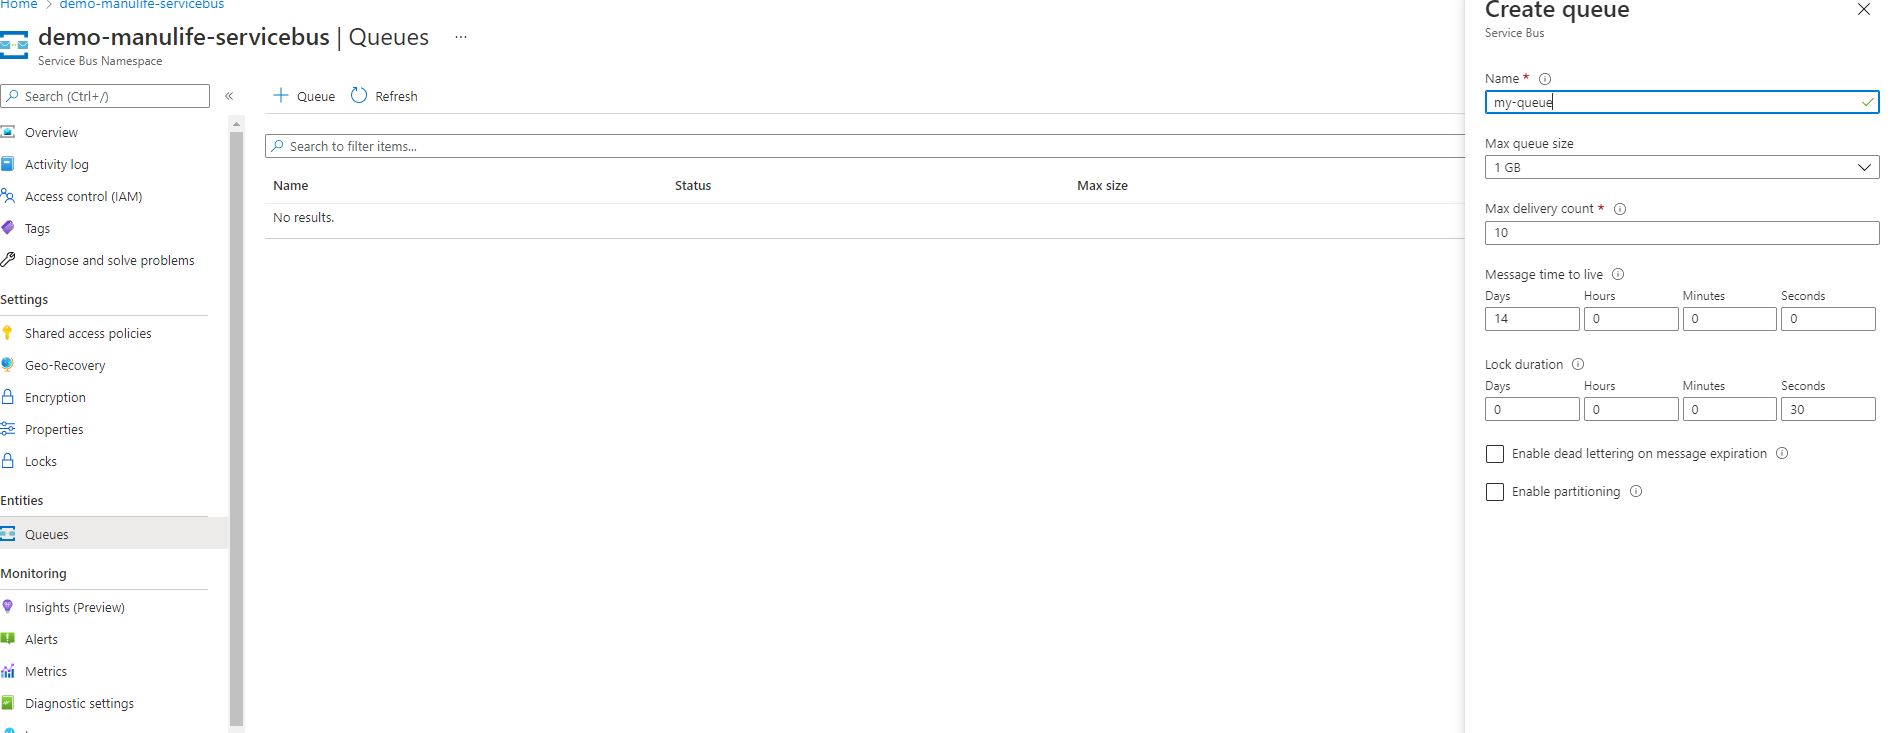 Home > demo-manulife-servicebus
demo-manulife-servicebus | Queues ...
Service Bus Namespace
Search (Ctrl+/)
«
Overview
Activity log
Access control (IAM)
Tags
Diagnose and solve problems
Settings
Shared access policies
Geo-Recovery
Encryption
Properties
Locks
Entities
Queues
Monitoring
Insights (Preview)
Alerts
Metrics
Diagnostic settings
+ Queue Refresh
Search to filter items...
Name Status Max size
No results.
Create queue
Service Bus
Name *
my-queue
Max queue size
1 GB
Max delivery count *
10
Message time to live
Days Hours Minutes Seconds
14 0 0 0
Lock duration
Days Hours Minutes Seconds
0 0 0 30
Enable dead lettering on message expiration
Enable partitioning